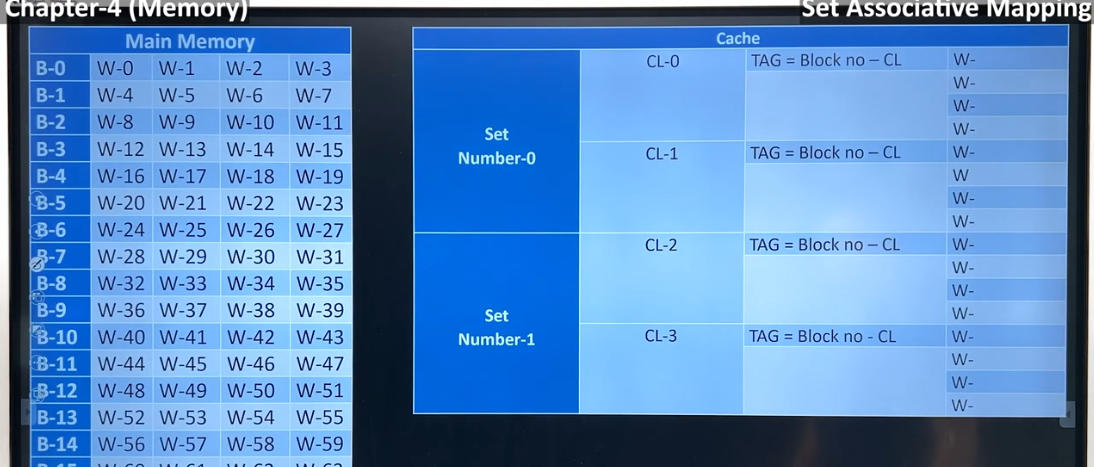 Chapter-4 (Memory)
Set Associative Mapping
Main Memory
B-0 W-0 W-1 W-2 W-3
B-1 W-4 W-5 W-6 W-7
B-2 W-8 W-9 W-10 W-11
B-3 W-12 W-13 W-14 W-15
B-4 W-16 W-17 W-18 W-19
B-5 W-20 W-21 W-22 W-23
B-6 W-24 W-25 W-26 W-27
B-7 W-28 W-29 W-30 W-31
B-8 W-32 W-33 W-34 W-35
B-9 W-36 W-37 W-38 W-39
B-10 W-40 W-41 W-42 W-43
B-11 W-44 W-45 W-46 W-47
B-12 W-48 W-49 W-50 W-51
B-13 W-52 W-53 W-54 W-55
B-14 W-56 W-57 W-58 W-59
Cache
Set
Number-0
CL-0 TAG = Block no – CL W-
W-
W-
W-
CL-1 TAG = Block no – CL W-
W
W-
W-
Set
Number-1
CL-2 TAG = Block no – CL W-
W-
W-
W-
CL-3 TAG = Block no - CL W-
W-
W-
W-